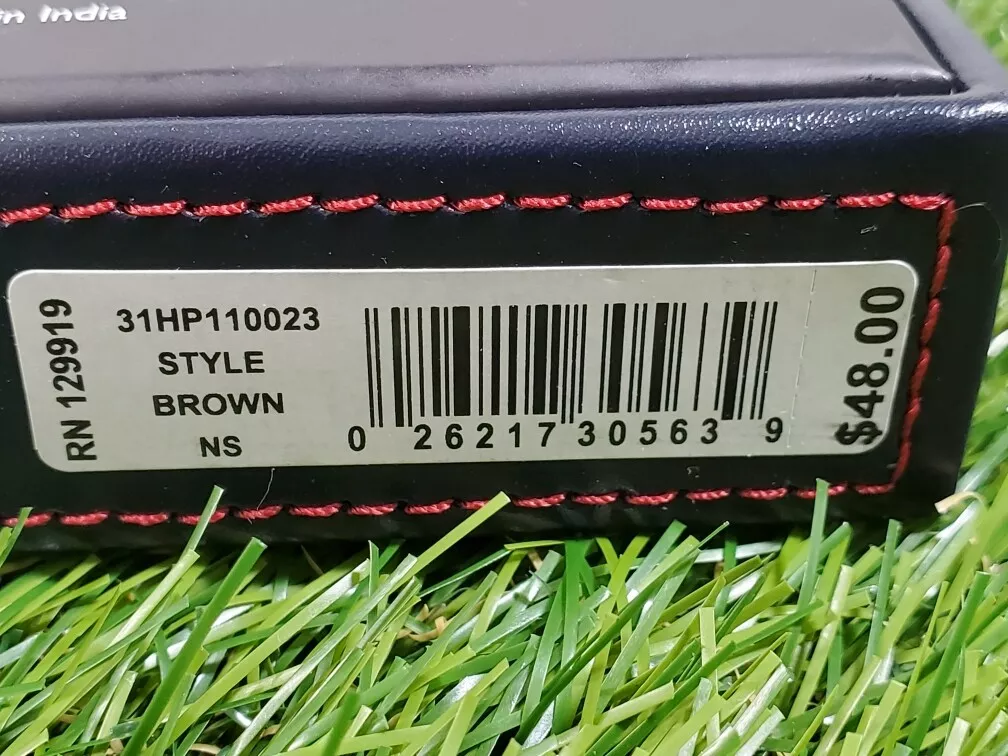 in India
RN 129919
31HP110023
STYLE
BROWN
NS
0 26217 30563 9
$48.00